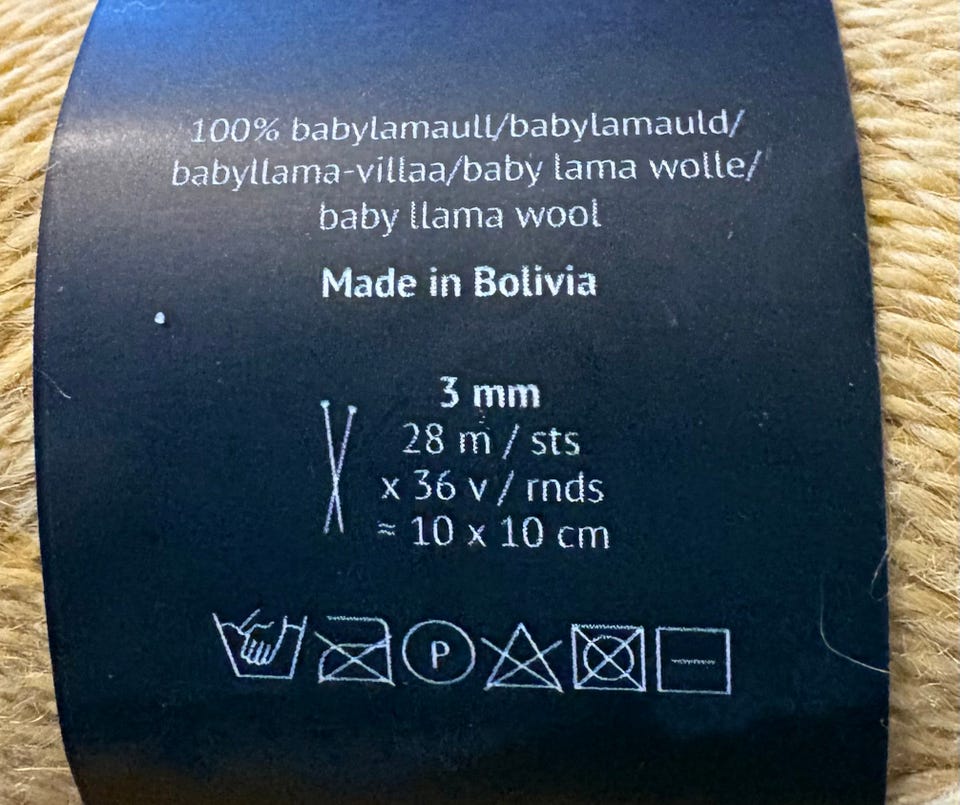 100% babylamaull/babylamauld/
babyllama-villaa/baby lama wolle/
baby llama wool
Made in Bolivia
3 mm
28 m / sts
x 36 v / rnds
≈ 10 x 10 cm
P